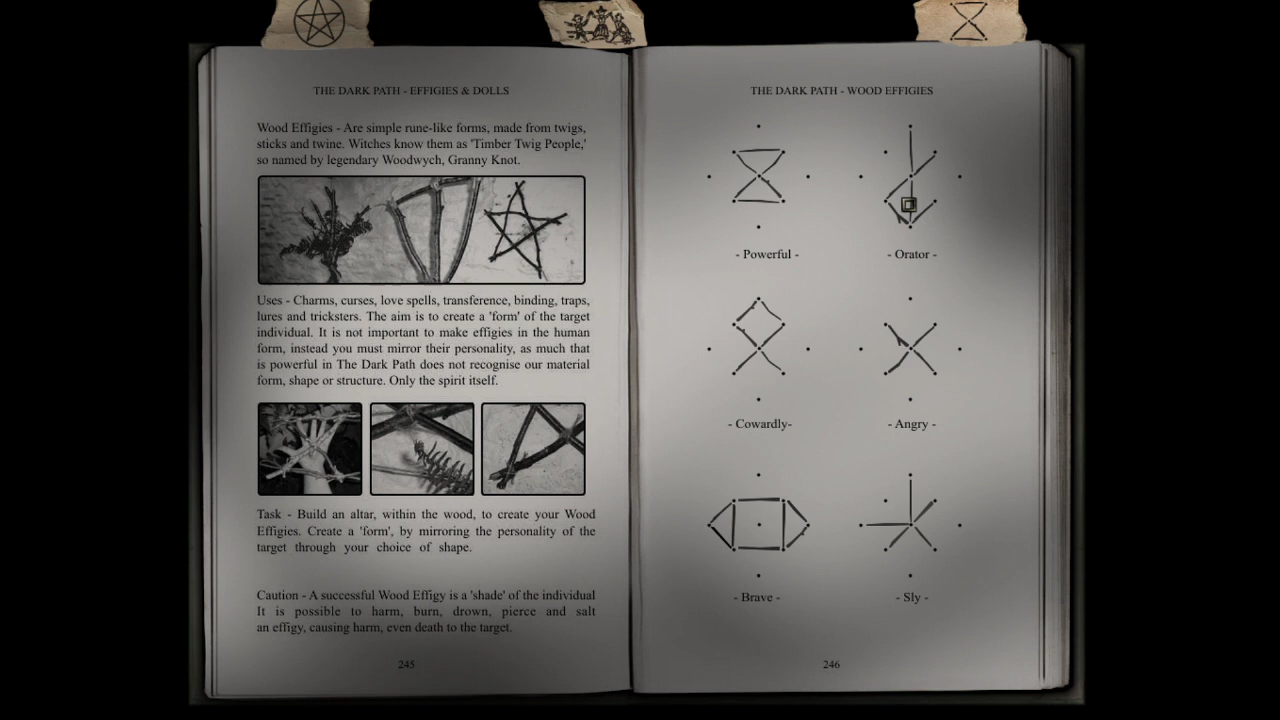 THE DARK PATH - EFFIGIES & DOLLS
Wood Effigies - Are simple rune-like forms, made from twigs,
sticks and twine. Witches know them as 'Timber Twig People,'
so named by legendary Woodwych, Granny Knot.
Uses - Charms, curses, love spells, transference, binding, traps,
lures and tricksters. The aim is to create a 'form' of the target
individual. It is not important to make effigies in the human
form, instead you must mirror their personality, as much that
is powerful in The Dark Path does not recognise our material
form, shape or structure. Only the spirit itself.
Task - Build an altar, within the wood, to create your Wood
Effigies. Create a 'form', by mirroring the personality of the
target through your choice of shape.
Caution - A successful Wood Effigy is a 'shade' of the individual
It is possible to harm, burn, drown, pierce and salt
an effigy, causing harm, even death to the target.
245
THE DARK PATH - WOOD EFFIGIES
- Powerful -
- Orator -
- Cowardly-
- Angry -
- Brave -
- Sly -
246